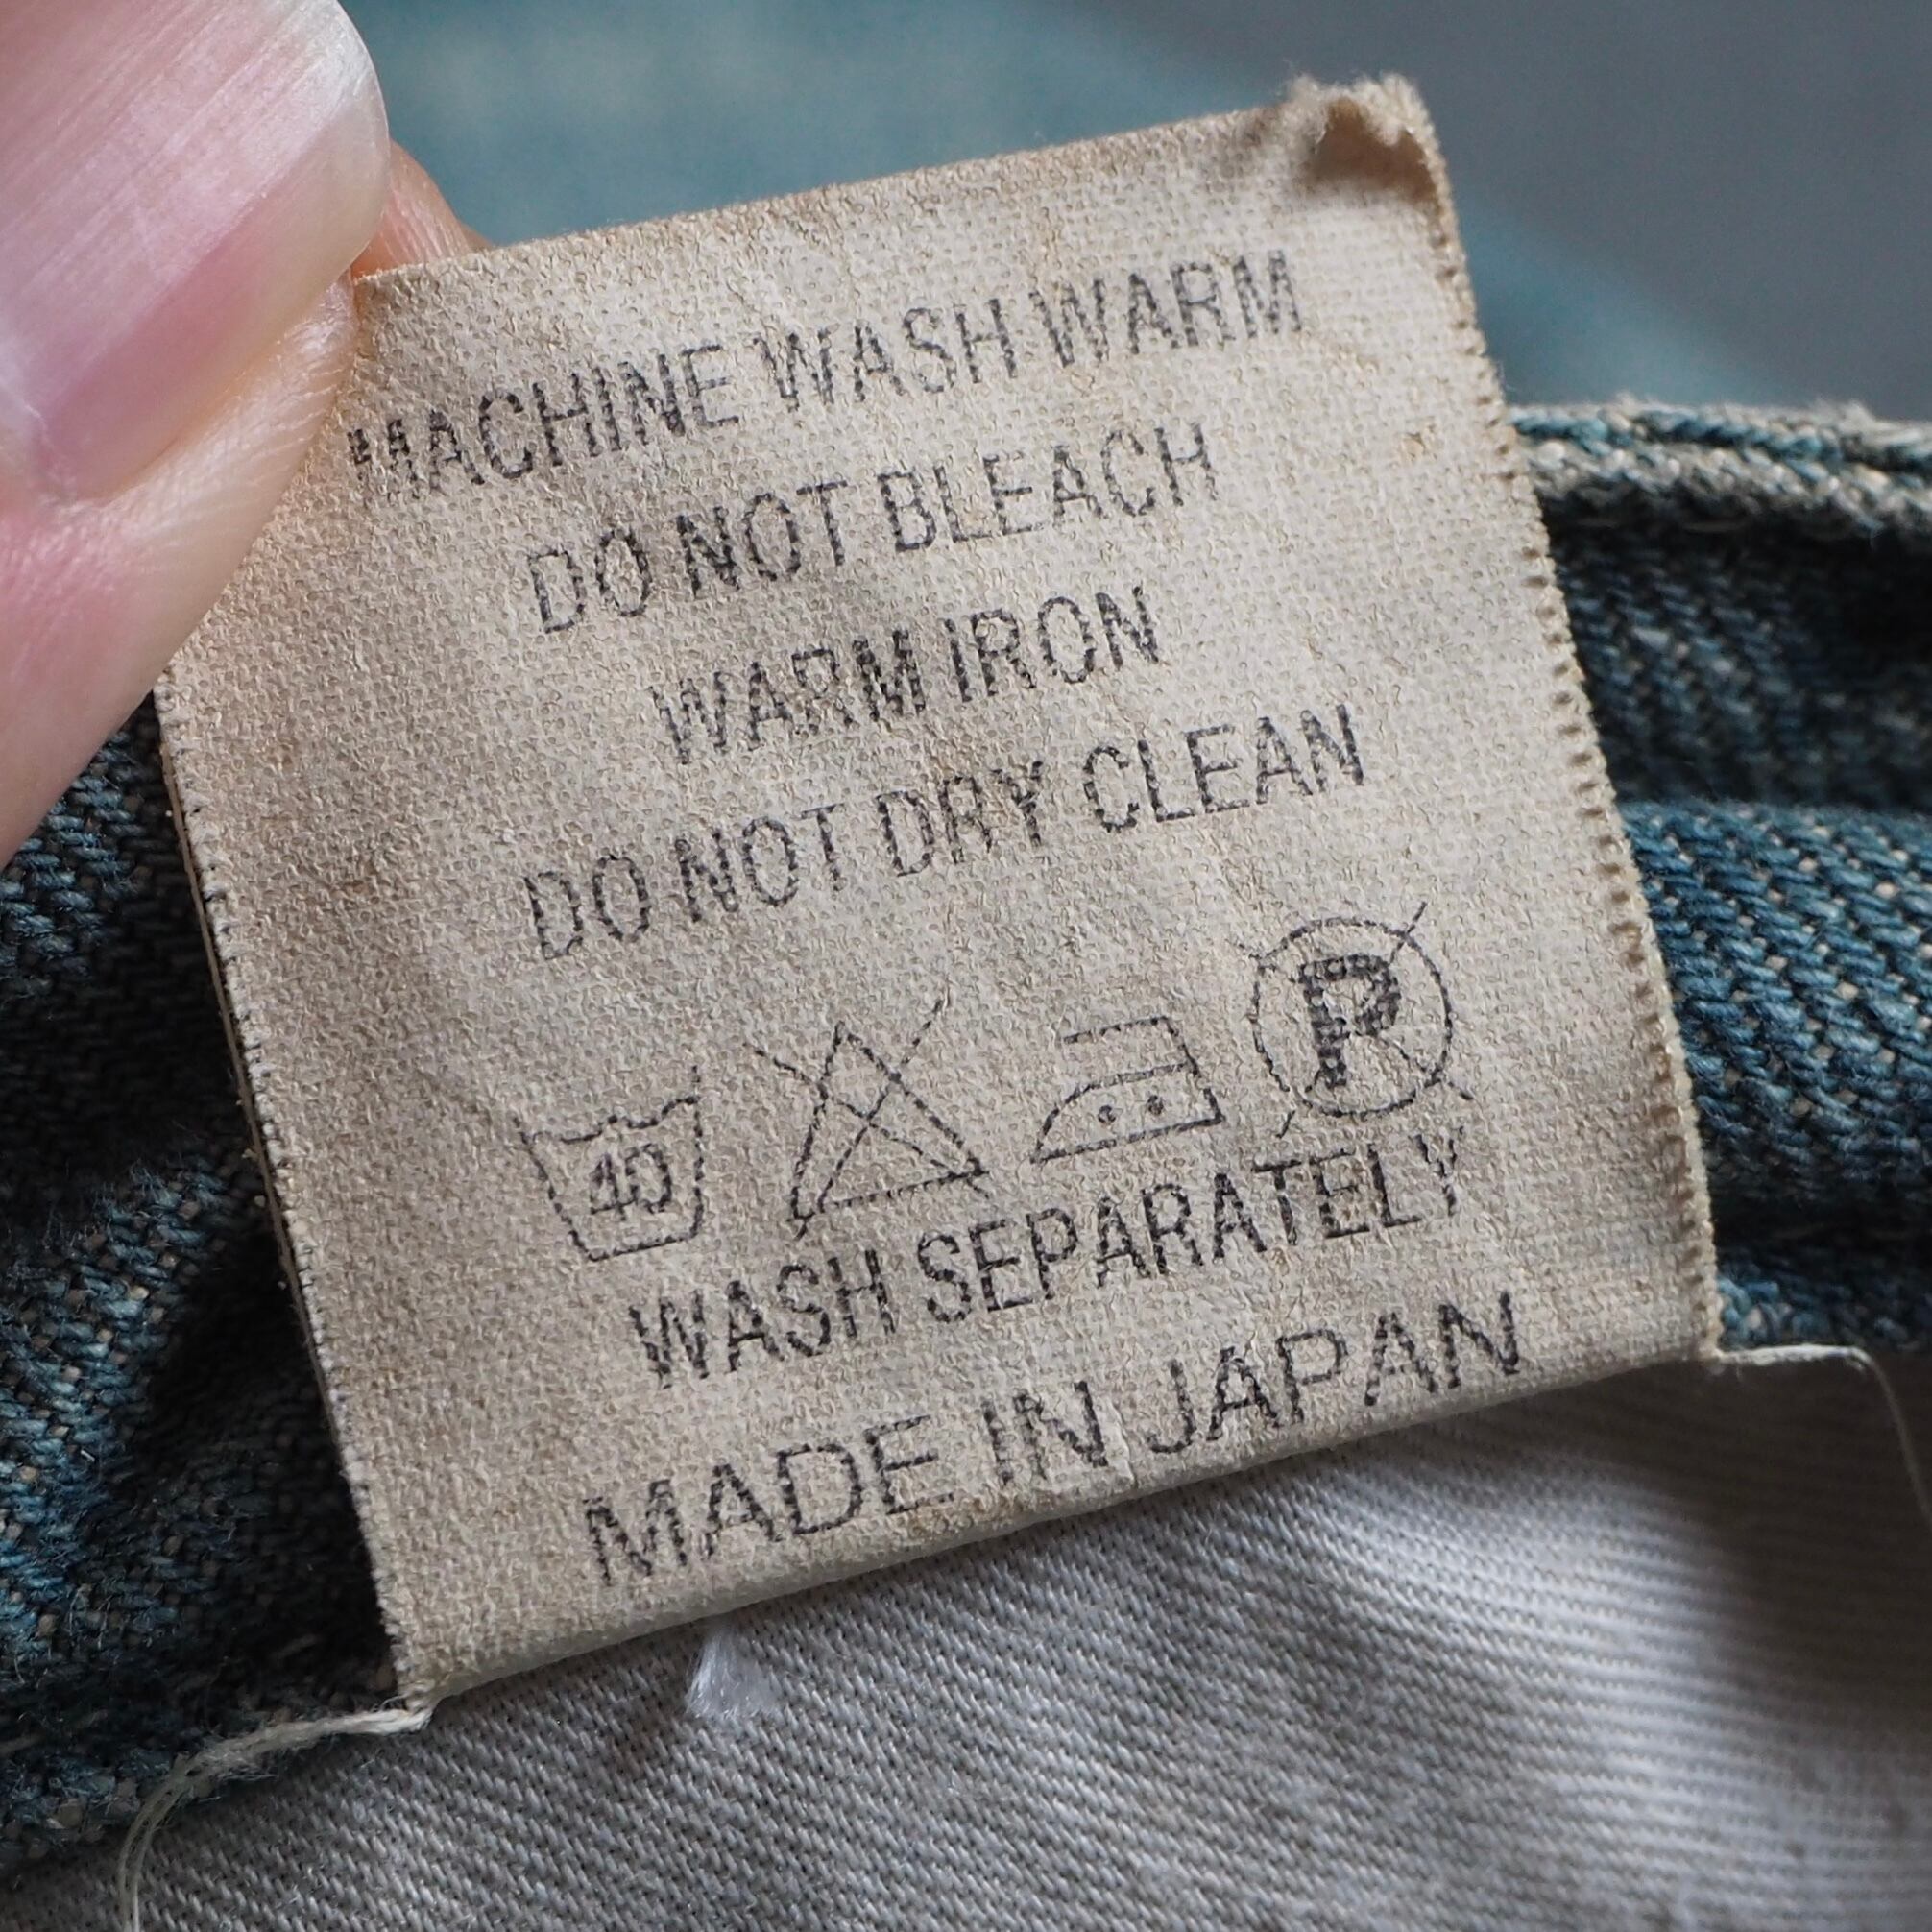 MACHINE WASH WARM
DO NOT BLEACH
WARM IRON
DO NOT DRY CLEAN
40 P
WASH SEPARATELY
MADE IN JAPAN